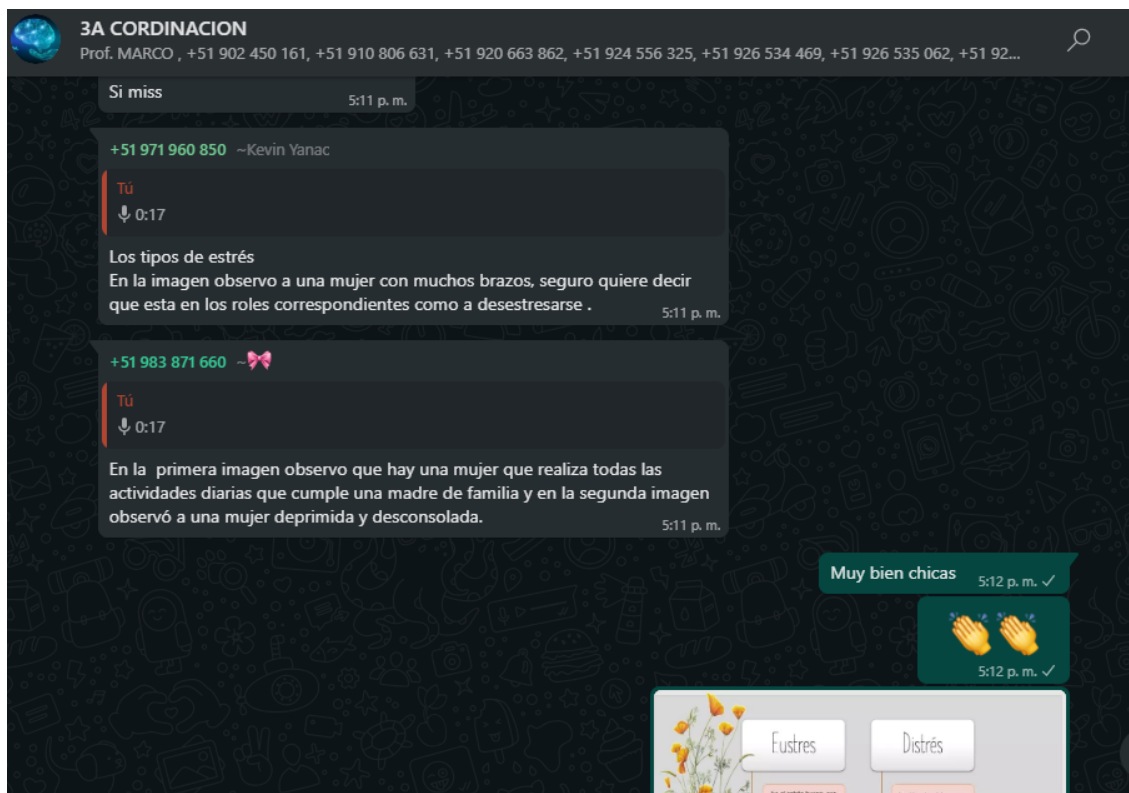 3A CORDINACION
Prof. MARCO , +51 902 450 161, +51 910 806 631, +51 920 663 862, +51 924 556 325, +51 926 534 469, +51 926 535 062, +51 92...
Si miss
5:11 p. m.
+51 971 960 850 ~Kevin Yanac
Tú
0:17
Los tipos de estrés
En la imagen observo a una mujer con muchos brazos, seguro quiere decir
que esta en los roles correspondientes como a desestresarse .
5:11 p. m.
+51 983 871 660 ~🎀
Tú
0:17
En la primera imagen observo que hay una mujer que realiza todas las
actividades diarias que cumple una madre de familia y en la segunda imagen
observó a una mujer deprimida y desconsolada.
5:11 p. m.
Muy bien chicas
5:12 p. m.
👏👏
5:12 p. m.
Eustres
Distrés